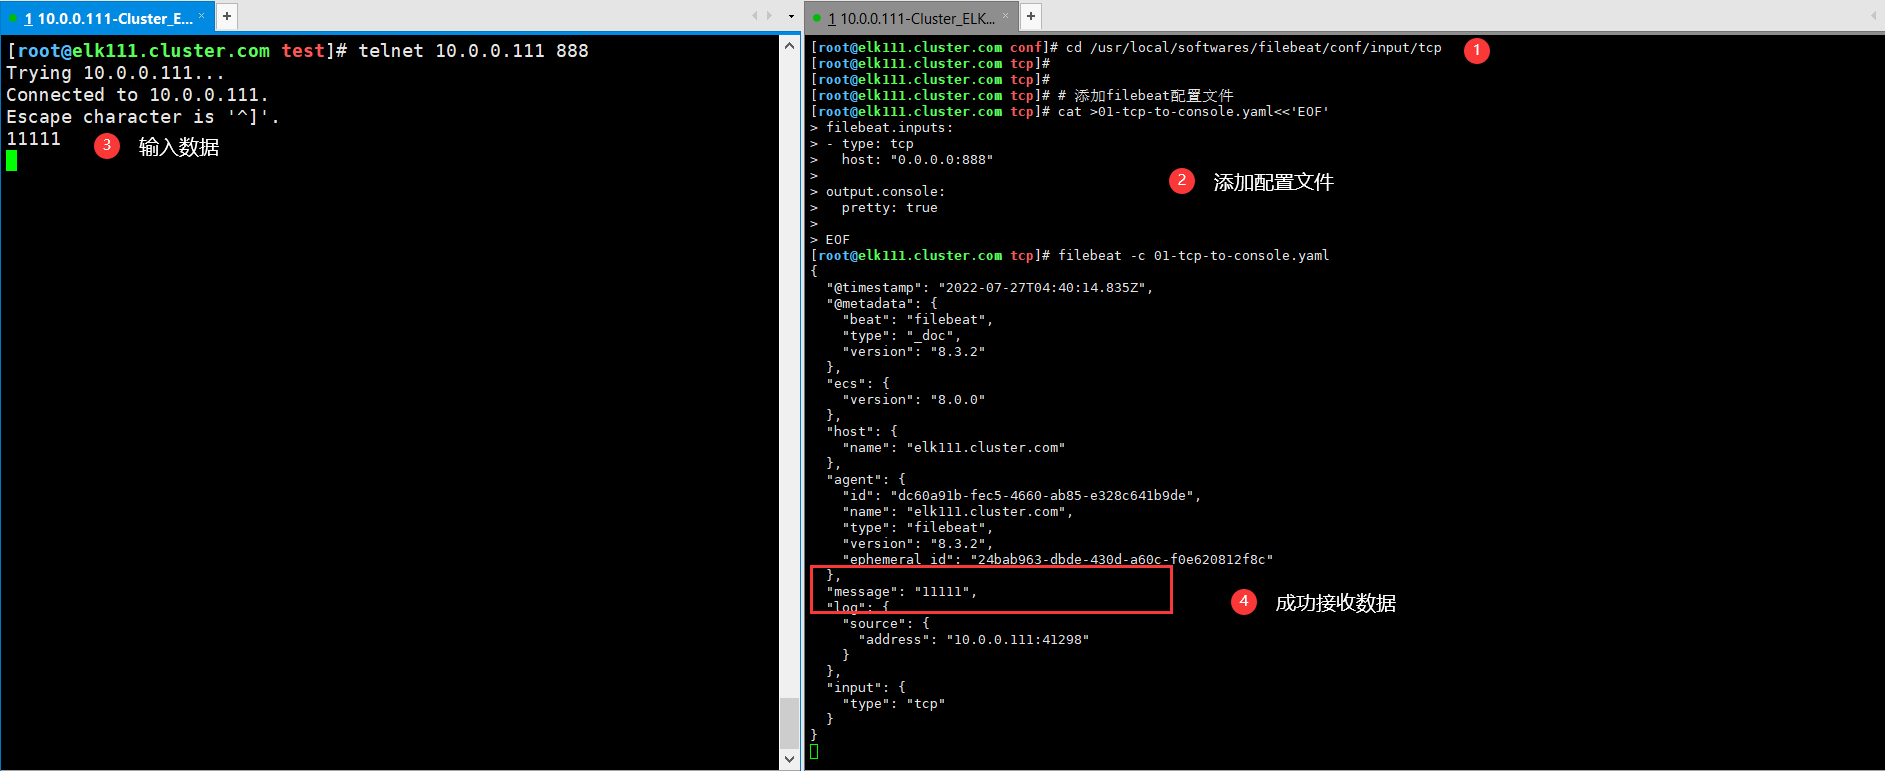 1 10.0.0.111-Cluster_E...
[root@elk111.cluster.com test]# telnet 10.0.0.111 888
Trying 10.0.0.111...
Connected to 10.0.0.111.
Escape character is '^]'.
11111
3 输入数据
1 10.0.0.111-Cluster_ELK...
[root@elk111.cluster.com conf]# cd /usr/local/softwares/filebeat/conf/input/tcp
1
[root@elk111.cluster.com tcp]#
[root@elk111.cluster.com tcp]#
[root@elk111.cluster.com tcp]# # 添加filebeat配置文件
[root@elk111.cluster.com tcp]# cat >01-tcp-to-console.yaml<<'EOF'
> filebeat.inputs:
> - type: tcp
>   host: "0.0.0.0:888"
>
> output.console:
>   pretty: true
>
> EOF
2 添加配置文件
[root@elk111.cluster.com tcp]# filebeat -c 01-tcp-to-console.yaml
{
  "@timestamp": "2022-07-27T04:40:14.835Z",
  "@metadata": {
    "beat": "filebeat",
    "type": "_doc",
    "version": "8.3.2"
  },
  "ecs": {
    "version": "8.0.0"
  },
  "host": {
    "name": "elk111.cluster.com"
  },
  "agent": {
    "id": "dc60a91b-fec5-4660-ab85-e328c641b9de",
    "name": "elk111.cluster.com",
    "type": "filebeat",
    "version": "8.3.2",
    "ephemeral_id": "24bab963-dbde-430d-a60c-f0e620812f8c"
  },
  "message": "11111",
  "log": {
    "source": {
      "address": "10.0.0.111:41298"
    }
  },
  "input": {
    "type": "tcp"
  }
}
4 成功接收数据